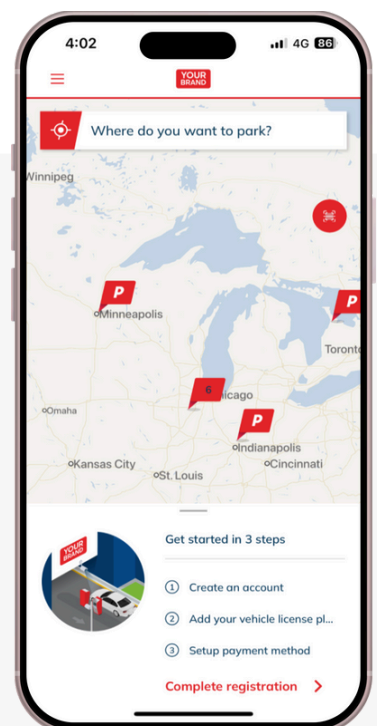 4:02
4G 86
YOUR
BRAND
Where do you want to park?
Winnipeg
P
Minneapolis
P
Toronto
6
Chicago
P
Omaha
Indianapolis
Kansas City
Cincinnati
St. Louis
YOUR
BRAND
Get started in 3 steps
1 Create an account
2 Add your vehicle license pl...
3 Setup payment method
Complete registration